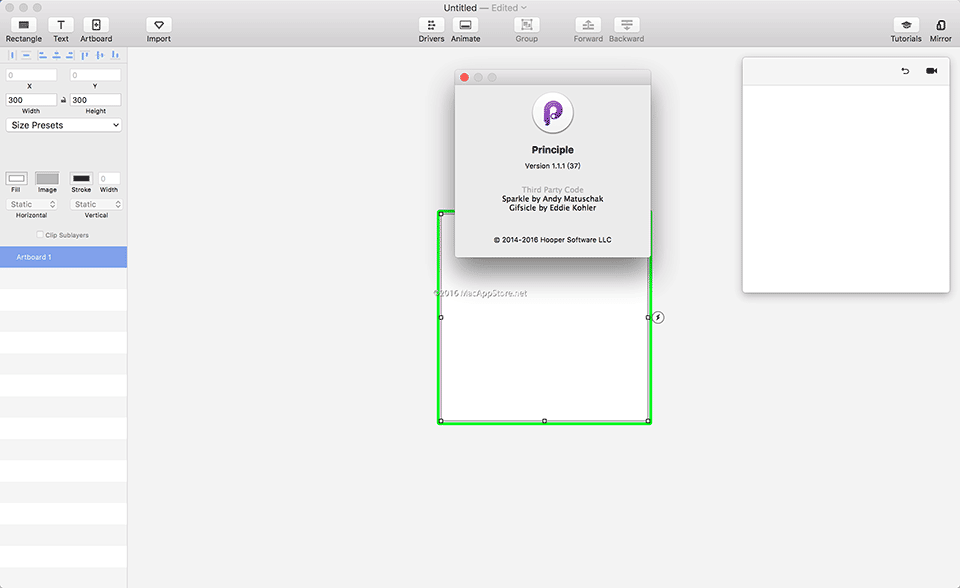 Untitled — Edited
Rectangle Text Artboard Import Drivers Animate Group Forward Backward Tutorials Mirror
0 0
X Y
300 300
Width Height
Size Presets
0
Fill Image Stroke Width
Static Static
Horizontal Vertical
Clip Sublayers
Artboard 1
Principle
Version 1.1.1 (37)
Third Party Code
Sparkle by Andy Matuschak
Gifsicle by Eddie Kohler
© 2014-2016 Hooper Software LLC
©2016 MacAppStore.net